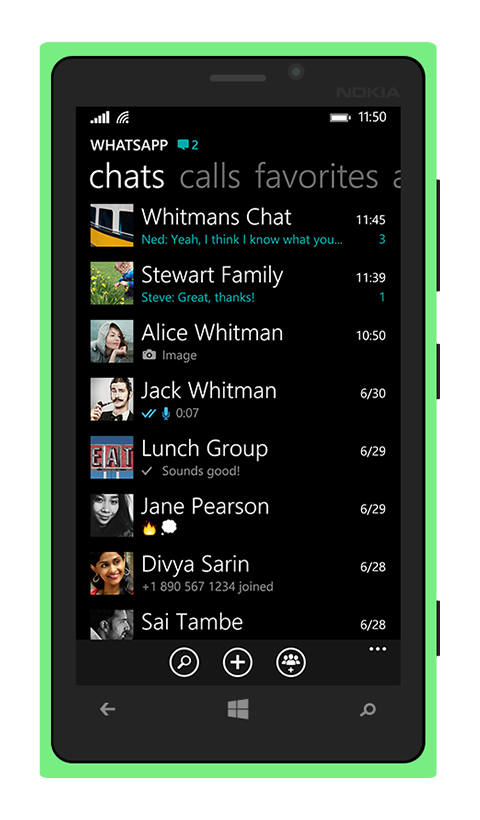 NOKIA
11:50
WHATSAPP 2
chats calls favorites a
Whitmans Chat 11:45
Ned: Yeah, I think I know what you... 3
Stewart Family 11:39
Steve: Great, thanks! 1
Alice Whitman 10:50
Image
Jack Whitman 6/30
0:07
Lunch Group 6/29
EAT Sounds good!
Jane Pearson 6/29
Divya Sarin 6/28
+1 890 567 1234 joined
Sai Tambe 6/28